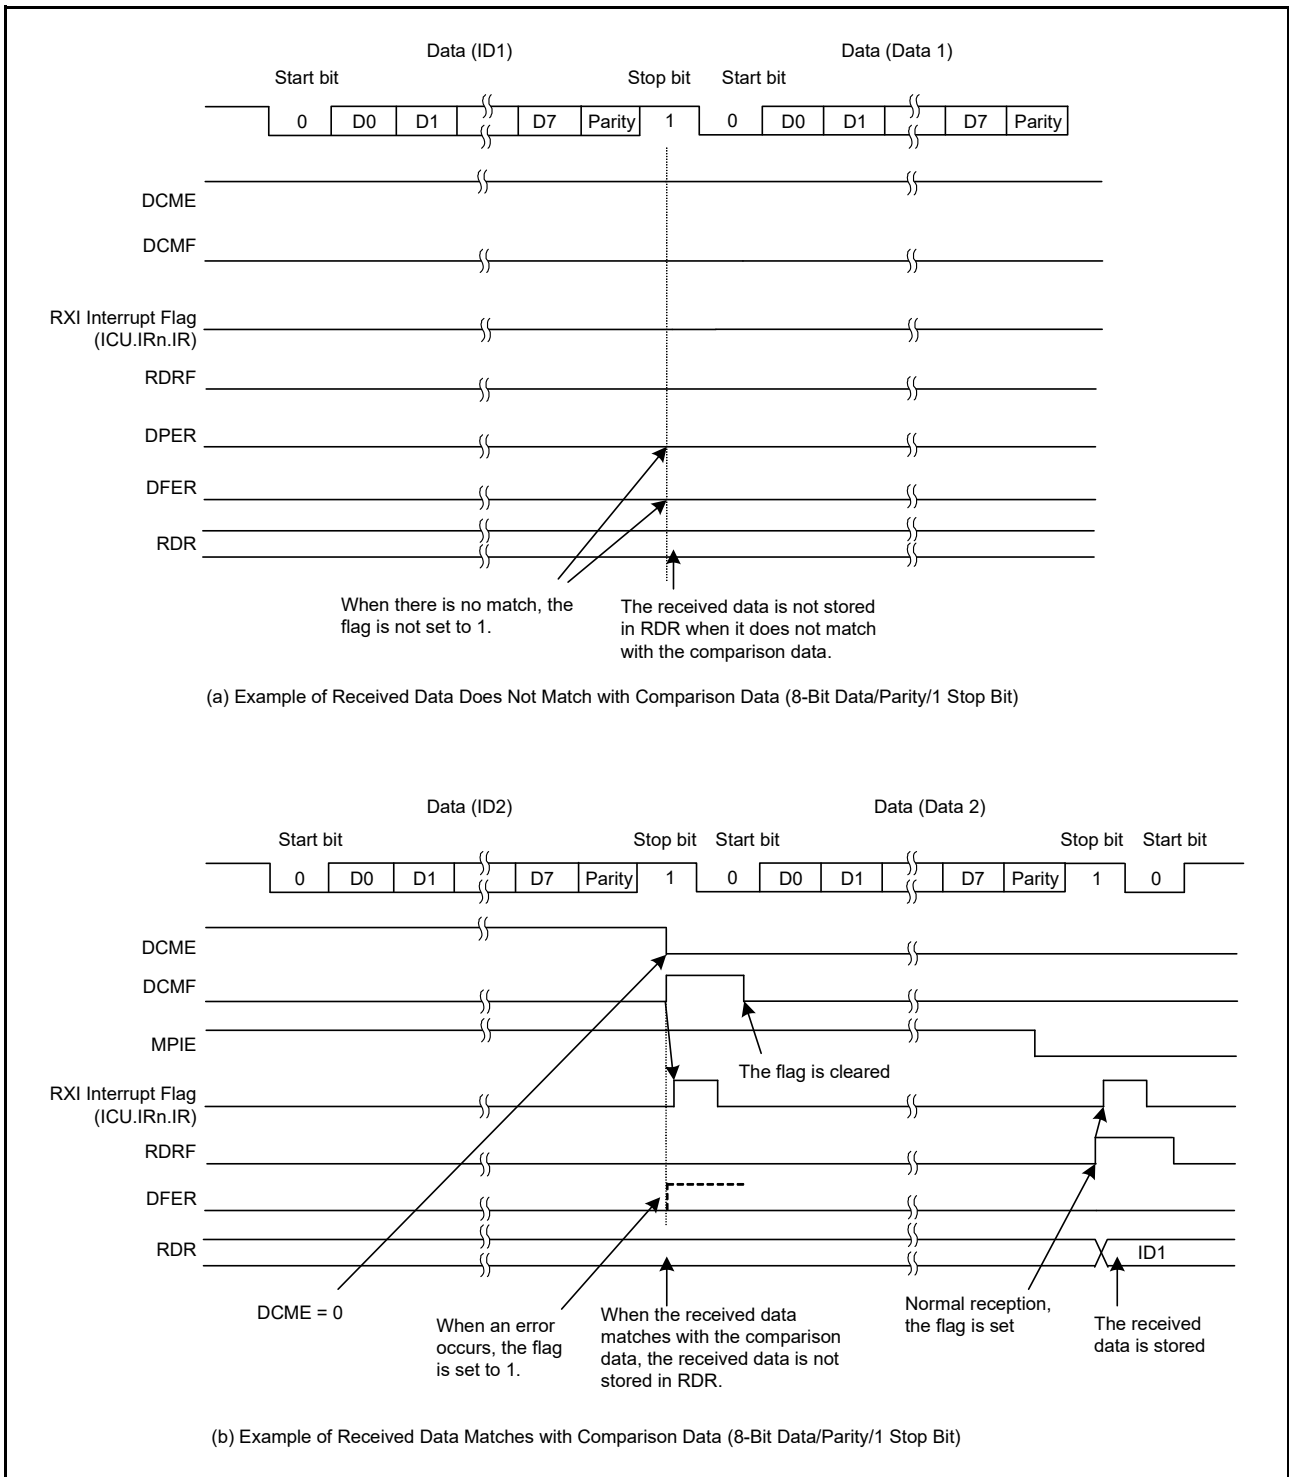 Data (ID1) Data (Data 1)
Start bit Stop bit Start bit
0 D0 D1 D7 Parity 1 0 D0 D1 D7 Parity
DCME
DCMF
RXI Interrupt Flag
(ICU.IRn.IR)
RDRF
DPER
DFER
RDR
When there is no match, the
flag is not set to 1.
The received data is not stored
in RDR when it does not match
with the comparison data.
(a) Example of Received Data Does Not Match with Comparison Data (8-Bit Data/Parity/1 Stop Bit)
Data (ID2) Data (Data 2)
Start bit Stop bit Start bit Stop bit Start bit
0 D0 D1 D7 Parity 1 0 D0 D1 D7 Parity 1 0
DCME
DCMF
MPIE
The flag is cleared
RXI Interrupt Flag
(ICU.IRn.IR)
RDRF
DFER
RDR ID1
DCME = 0
When an error
occurs, the flag
is set to 1.
When the received data
matches with the comparison
data, the received data is not
stored in RDR.
Normal reception,
the flag is set
The received
data is stored
(b) Example of Received Data Matches with Comparison Data (8-Bit Data/Parity/1 Stop Bit)